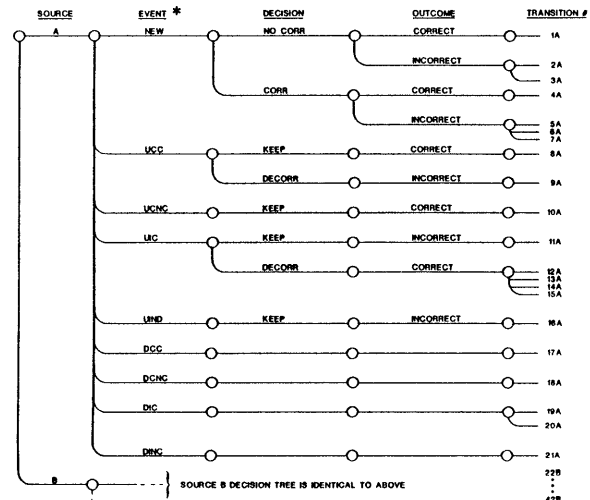 SOURCE EVENT * DECISION OUTCOME TRANSITION #
A NEW NO CORR CORRECT 1A
INCORRECT 2A
3A
CORR CORRECT 4A
INCORRECT 5A
6A
7A
UCC KEEP CORRECT 8A
DECORR INCORRECT 9A
UCNC KEEP CORRECT 10A
UIC KEEP INCORRECT 11A
DECORR CORRECT 12A
13A
14A
15A
UIND KEEP INCORRECT 16A
DCC 17A
DCNC 18A
DIC 19A
20A
DINC 21A
22B
B SOURCE B DECISION TREE IS IDENTICAL TO ABOVE
42B